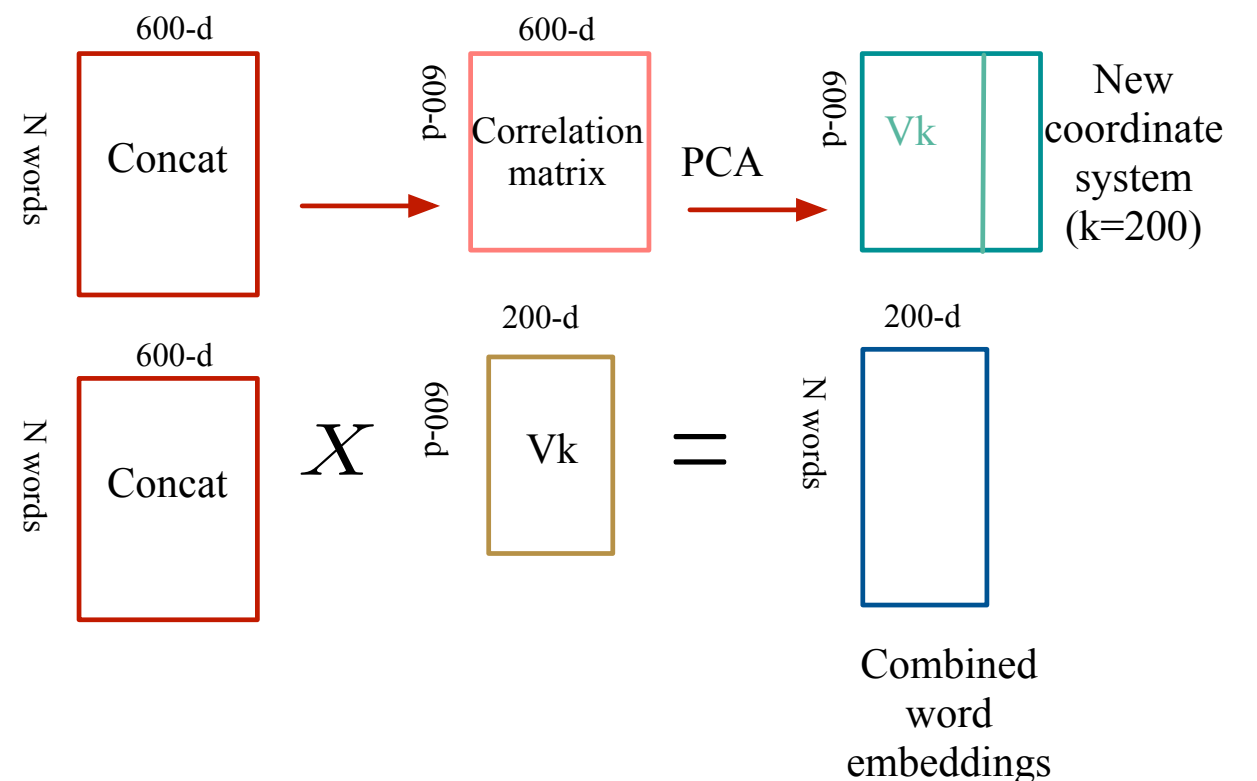 600-d
600-d
N words
Concat
600-d
Correlation
matrix
PCA
600-d
Vk
New
coordinate
system
(k=200)
600-d
200-d
200-d
N words
Concat
X
600-d
Vk
=
N words
Combined
word
embeddings